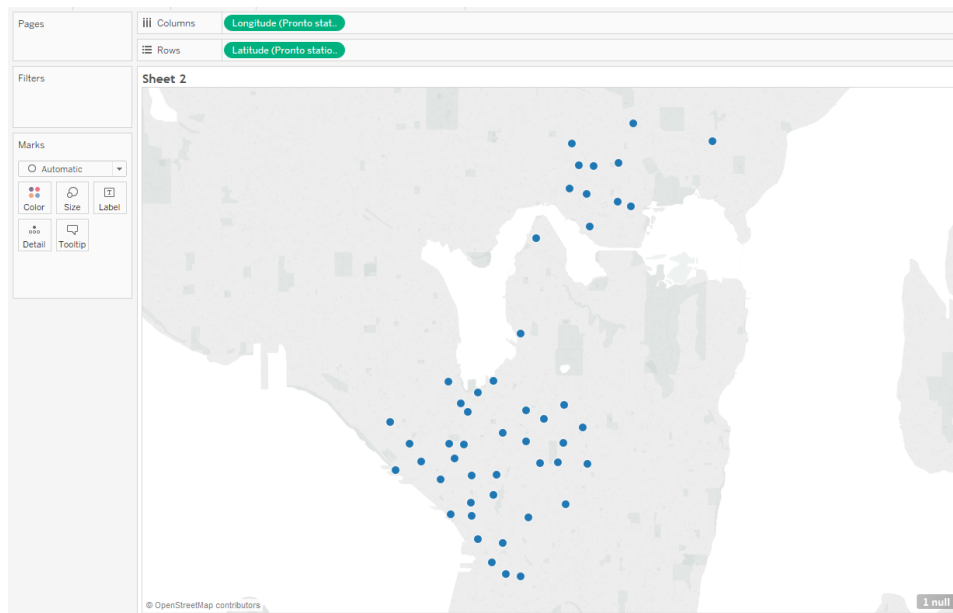 Pages
Columns
Longitude (Pronto stat..
Rows
Latitude (Pronto statio..
Filters
Sheet 2
Marks
Automatic
Color
Size
Label
Detail
Tooltip
© OpenStreetMap contributors
1 null